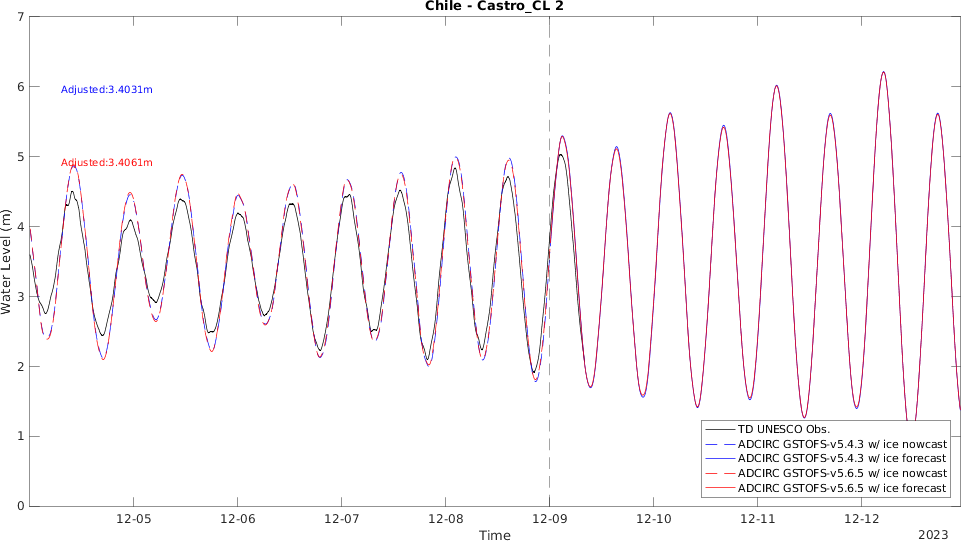 Chile - Castro_CL 2
7
6
5
4
3
2
1
0
Water Level (m)
Adjusted:3.4031m
Adjusted:3.4061m
TD UNESCO Obs.
ADCIRC GSTOFS-v5.4.3 w/ ice nowcast
ADCIRC GSTOFS-v5.4.3 w/ ice forecast
ADCIRC GSTOFS-v5.6.5 w/ ice nowcast
ADCIRC GSTOFS-v5.6.5 w/ ice forecast
12-05 12-06 12-07 12-08 12-09 12-10 12-11 12-12
Time
2023